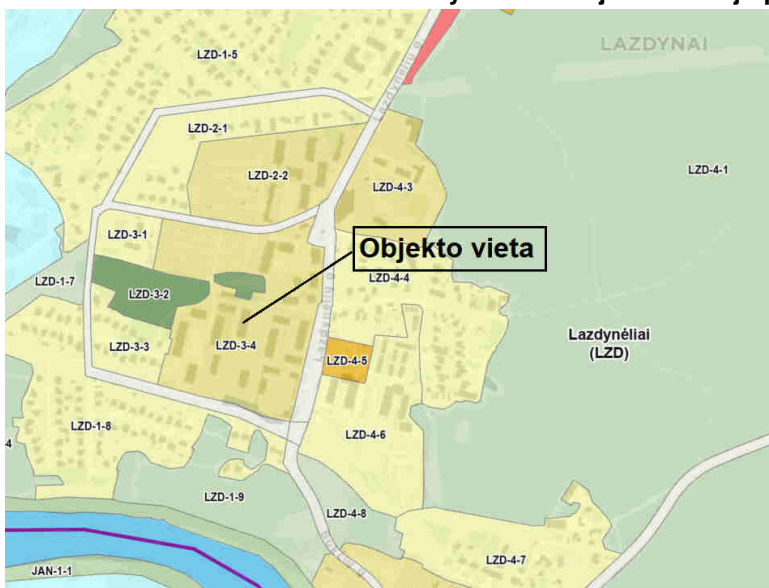 LZD-1-5
LAZDYNAI
Lazdynėlių g.
LZD-2-1
LZD-2-2
LZD-4-3
LZD-4-1
LZD-3-1
Objekto vieta
LZD-1-7
LZD-3-2
LZD-4-4
Lazdynėlių g.
LZD-3-3
LZD-3-4
LZD-4-5
Lazdynėliai
(LZD)
LZD-1-8
LZD-4-6
-4
LZD-1-9
LZD-4-8
LZD-4-7
JAN-1-1